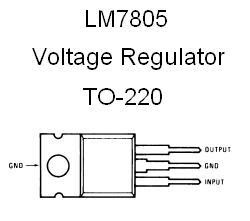 LM7805
Voltage Regulator
TO-220
OUTPUT
GND
GND
INPUT